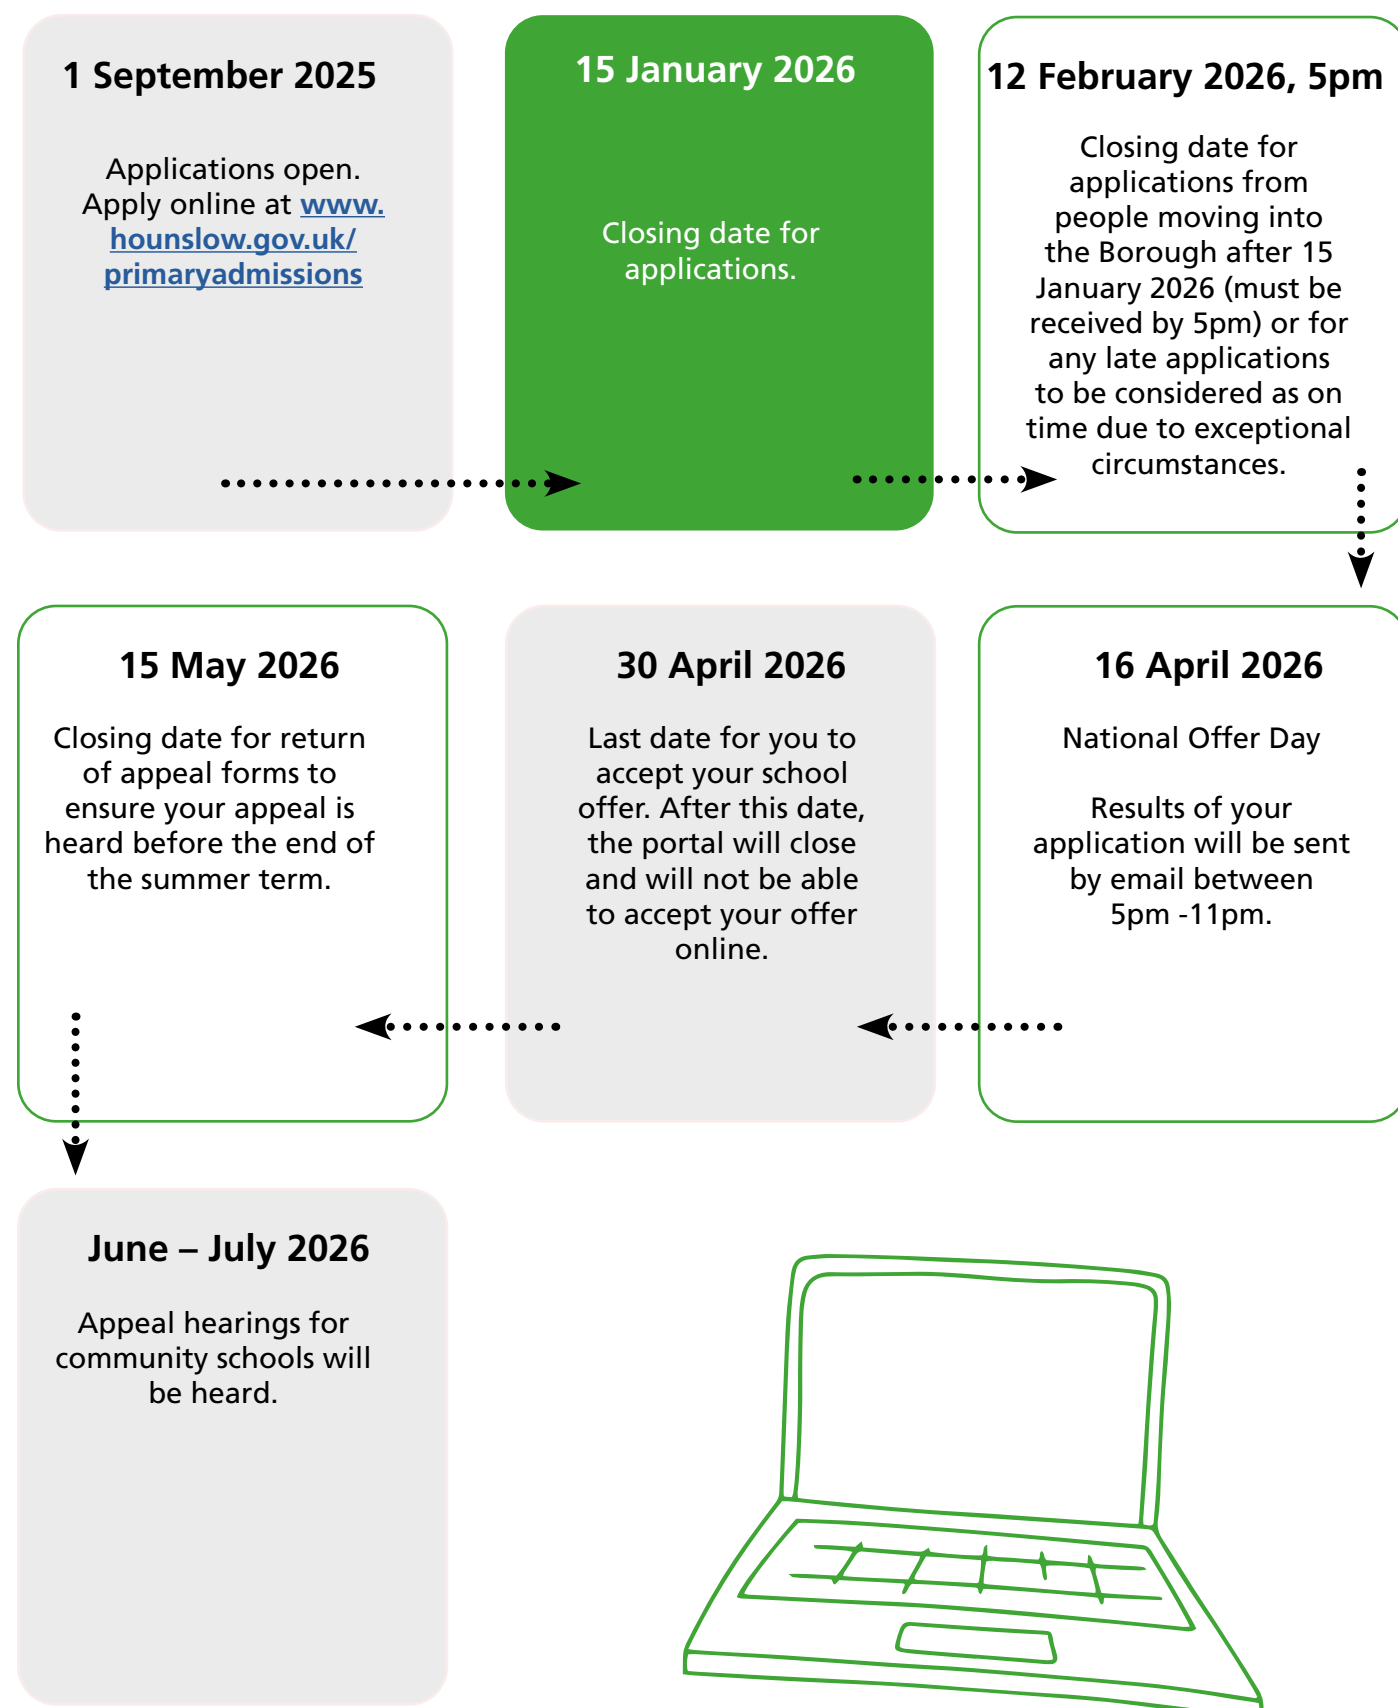 1 September 2025
Applications open.
Apply online at www.
hounslow.gov.uk/
primaryadmissions
15 January 2026
Closing date for
applications.
12 February 2026, 5pm
Closing date for
applications from
people moving into
the Borough after 15
January 2026 (must be
received by 5pm) or for
any late applications
to be considered as on
time due to exceptional
circumstances.
16 April 2026
National Offer Day
Results of your
application will be sent
by email between
5pm -11pm.
30 April 2026
Last date for you to
accept your school
offer. After this date,
the portal will close
and will not be able
to accept your offer
online.
15 May 2026
Closing date for return
of appeal forms to
ensure your appeal is
heard before the end of
the summer term.
June – July 2026
Appeal hearings for
community schools will
be heard.